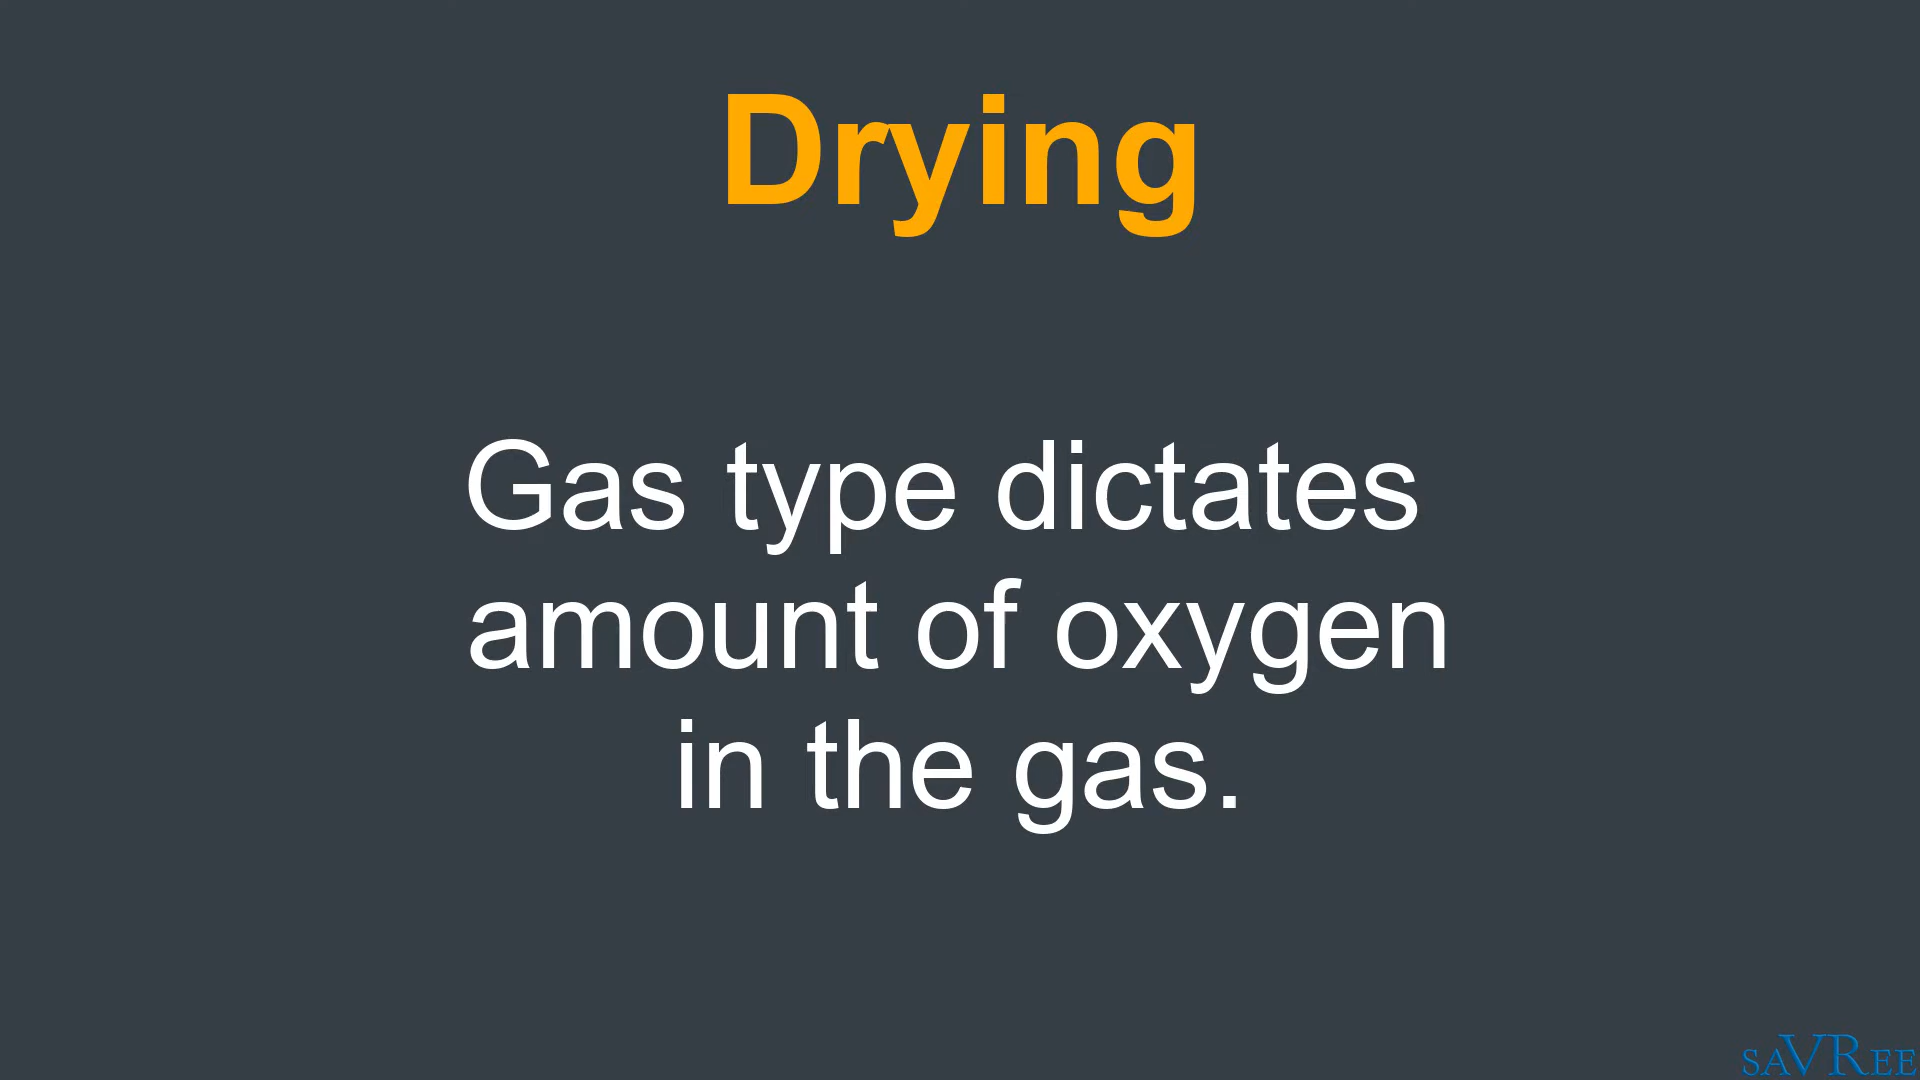 Drying
Gas type dictates
amount of oxygen
in the gas.
saVRee